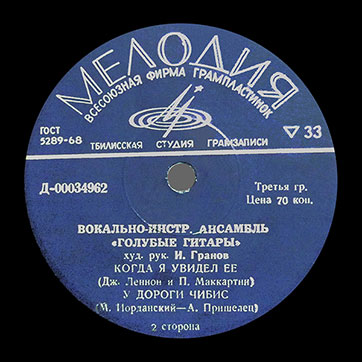 МЕЛОДИЯ
ВСЕСОЮЗНАЯ ФИРМА ГРАМПЛАСТИНОК
ГОСТ
5289-68
ТБИЛИССКАЯ СТУДИЯ ГРАМЗАПИСИ
▽ 33
Д-00034962
Третья гр.
Цена 70 коп.
ВОКАЛЬНО-ИНСТР. АНСАМБЛЬ
«ГОЛУБЫЕ ГИТАРЫ»
худ. рук. И. Гранов
КОГДА Я УВИДЕЛ ЕЕ
(Дж. Леннон и П. Маккартни)
У ДОРОГИ ЧИБИС
(М. Иорданский—А. Пришелец)
2 сторона